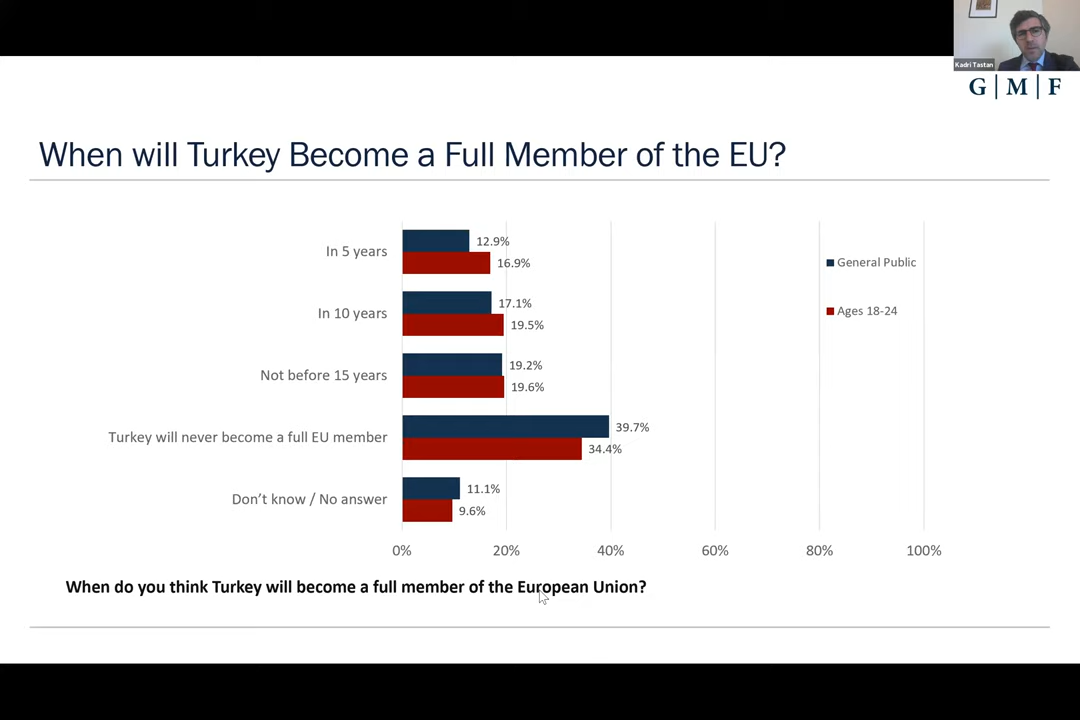 Kadri Tastan
G | M | F
When will Turkey Become a Full Member of the EU?
In 5 years
12.9%
16.9%
In 10 years
17.1%
19.5%
Not before 15 years
19.2%
19.6%
Turkey will never become a full EU member
39.7%
34.4%
Don't know / No answer
11.1%
9.6%
General Public
Ages 18-24
0% 20% 40% 60% 80% 100%
When do you think Turkey will become a full member of the European Union?